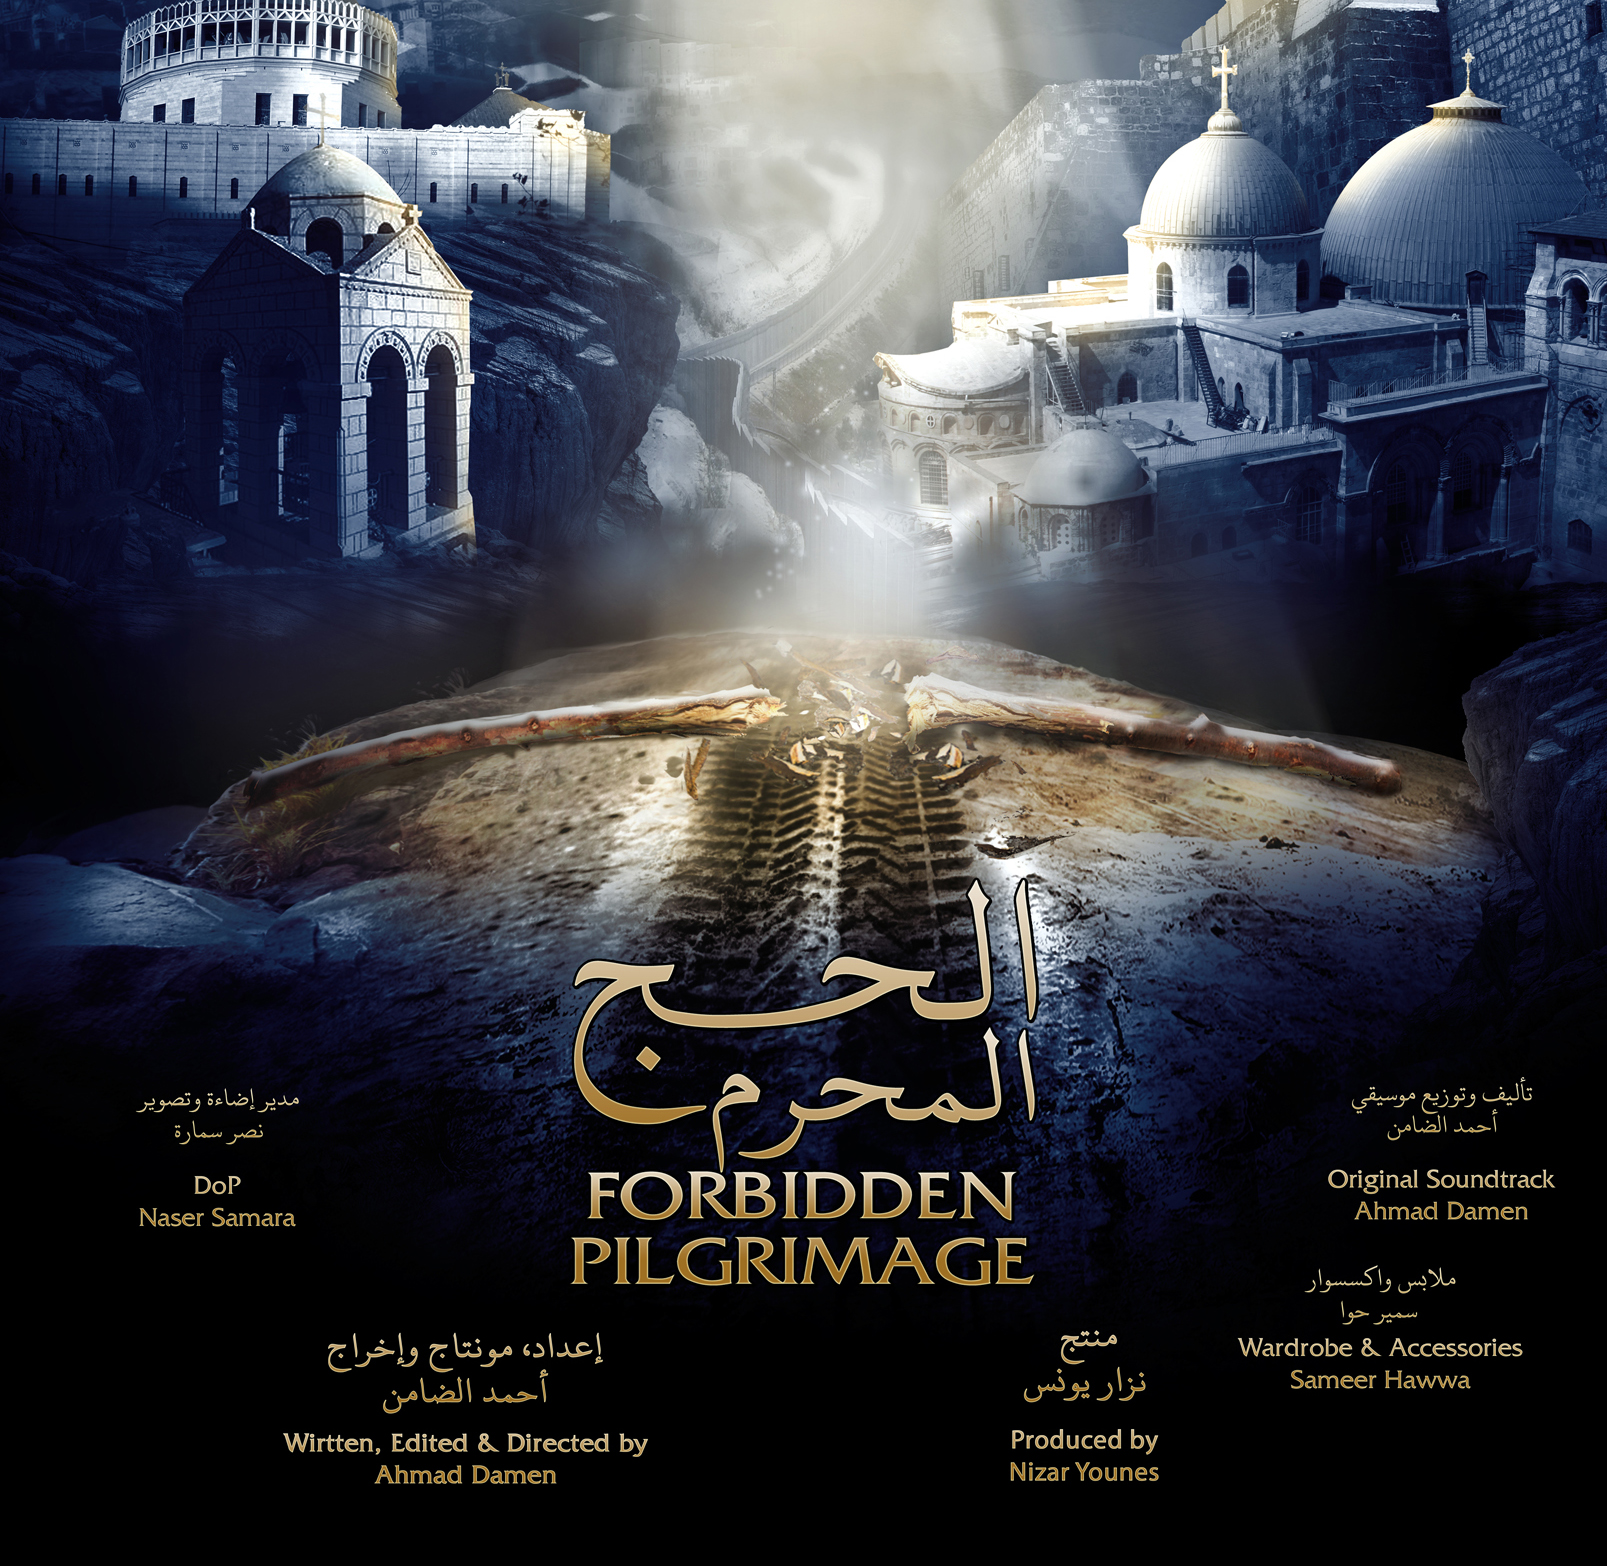 الحج
المحرم
FORBIDDEN
PILGRIMAGE
مدير إضاءة وتصوير
نصر سمارة
DoP
Naser Samara
تأليف وتوزيع موسيقي
أحمد الضامن
Original Soundtrack
Ahmad Damen
ملابس واكسسوار
سمير حوا
Wardrobe & Accessories
Sameer Hawwa
إعداد، مونتاج وإخراج
أحمد الضامن
Wirtten, Edited & Directed by
Ahmad Damen
منتج
نزار يونس
Produced by
Nizar Younes